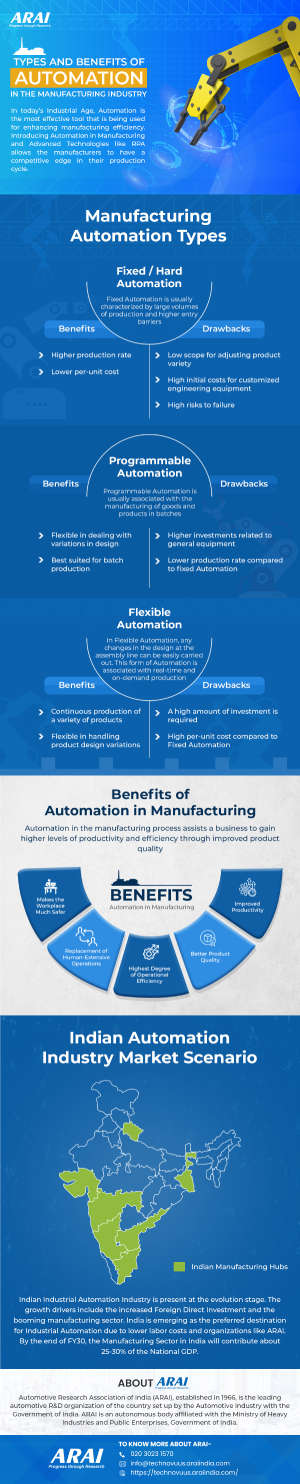 ARAI
Progress through Research
TYPES AND BENEFITS OF
AUTOMATION
IN THE MANUFACTURING INDUSTRY
In today's Industrial Age, Automation is
the most effective tool that is being used
for enhancing manufacturing efficiency.
Introducing Automation in Manufacturing
and Advanced Technologies like RPA
allows the manufacturers to have a
competitive edge in their production
cycle.
Manufacturing
Automation Types
Fixed / Hard
Automation
Fixed Automation is usually
characterized by large volumes
of production and higher entry
barriers
Benefits
Higher production rate
Lower per-unit cost
Drawbacks
Low scope for adjusting product
variety
High initial costs for customized
engineering equipment
High risks to failure
Programmable
Automation
Programmable Automation is
usually associated with the
manufacturing of goods and
products in batches
Benefits
Flexible in dealing with
variations in design
Best suited for batch
production
Drawbacks
Higher investments related to
general equipment
Lower production rate compared
to fixed Automation
Flexible
Automation
In Flexible Automation, any
changes in the design at the
assembly line can be easily carried
out. This form of Automation is
associated with real-time and
on-demand production
Benefits
Continuous production of
a variety of products
Flexible in handling
product design variations
Drawbacks
A high amount of investment is
required
High per-unit cost compared to
Fixed Automation
Benefits of
Automation in Manufacturing
Automation in the manufacturing process assists a business to gain
higher levels of productivity and efficiency through improved product
quality
BENEFITS
Automation in Manufacturing
Makes the
Workplace
Much Safer
Replacement of
Human-Extensive
Operations
Highest Degree
of Operational
Efficiency
Better Product
Quality
Improved
Productivity
Indian Automation
Industry Market Scenario
Indian Manufacturing Hubs
Indian Industrial Automation Industry is present at the evolution stage. The
growth drivers include the increased Foreign Direct Investment and the
booming manufacturing sector. India is emerging as the preferred destination
for Industrial Automation due to lower labor costs and organizations like ARAI.
By the end of FY30, the Manufacturing Sector in India will contribute about
25-30% of the National GDP.
ABOUT ARAI
Automotive Research Association of India (ARAI), established in 1966, is the leading
automotive R&D organization of the country set up by the Automotive Industry with the
Government of India. ARAI is an autonomous body affiliated with the Ministry of Heavy
Industries and Public Enterprises, Government of India.
ARAI
Progress through Research
TO KNOW MORE ABOUT ARAI-
020 3023 1570
info@technovuus.araiindia.com
https://technovuus.araiindia.com/